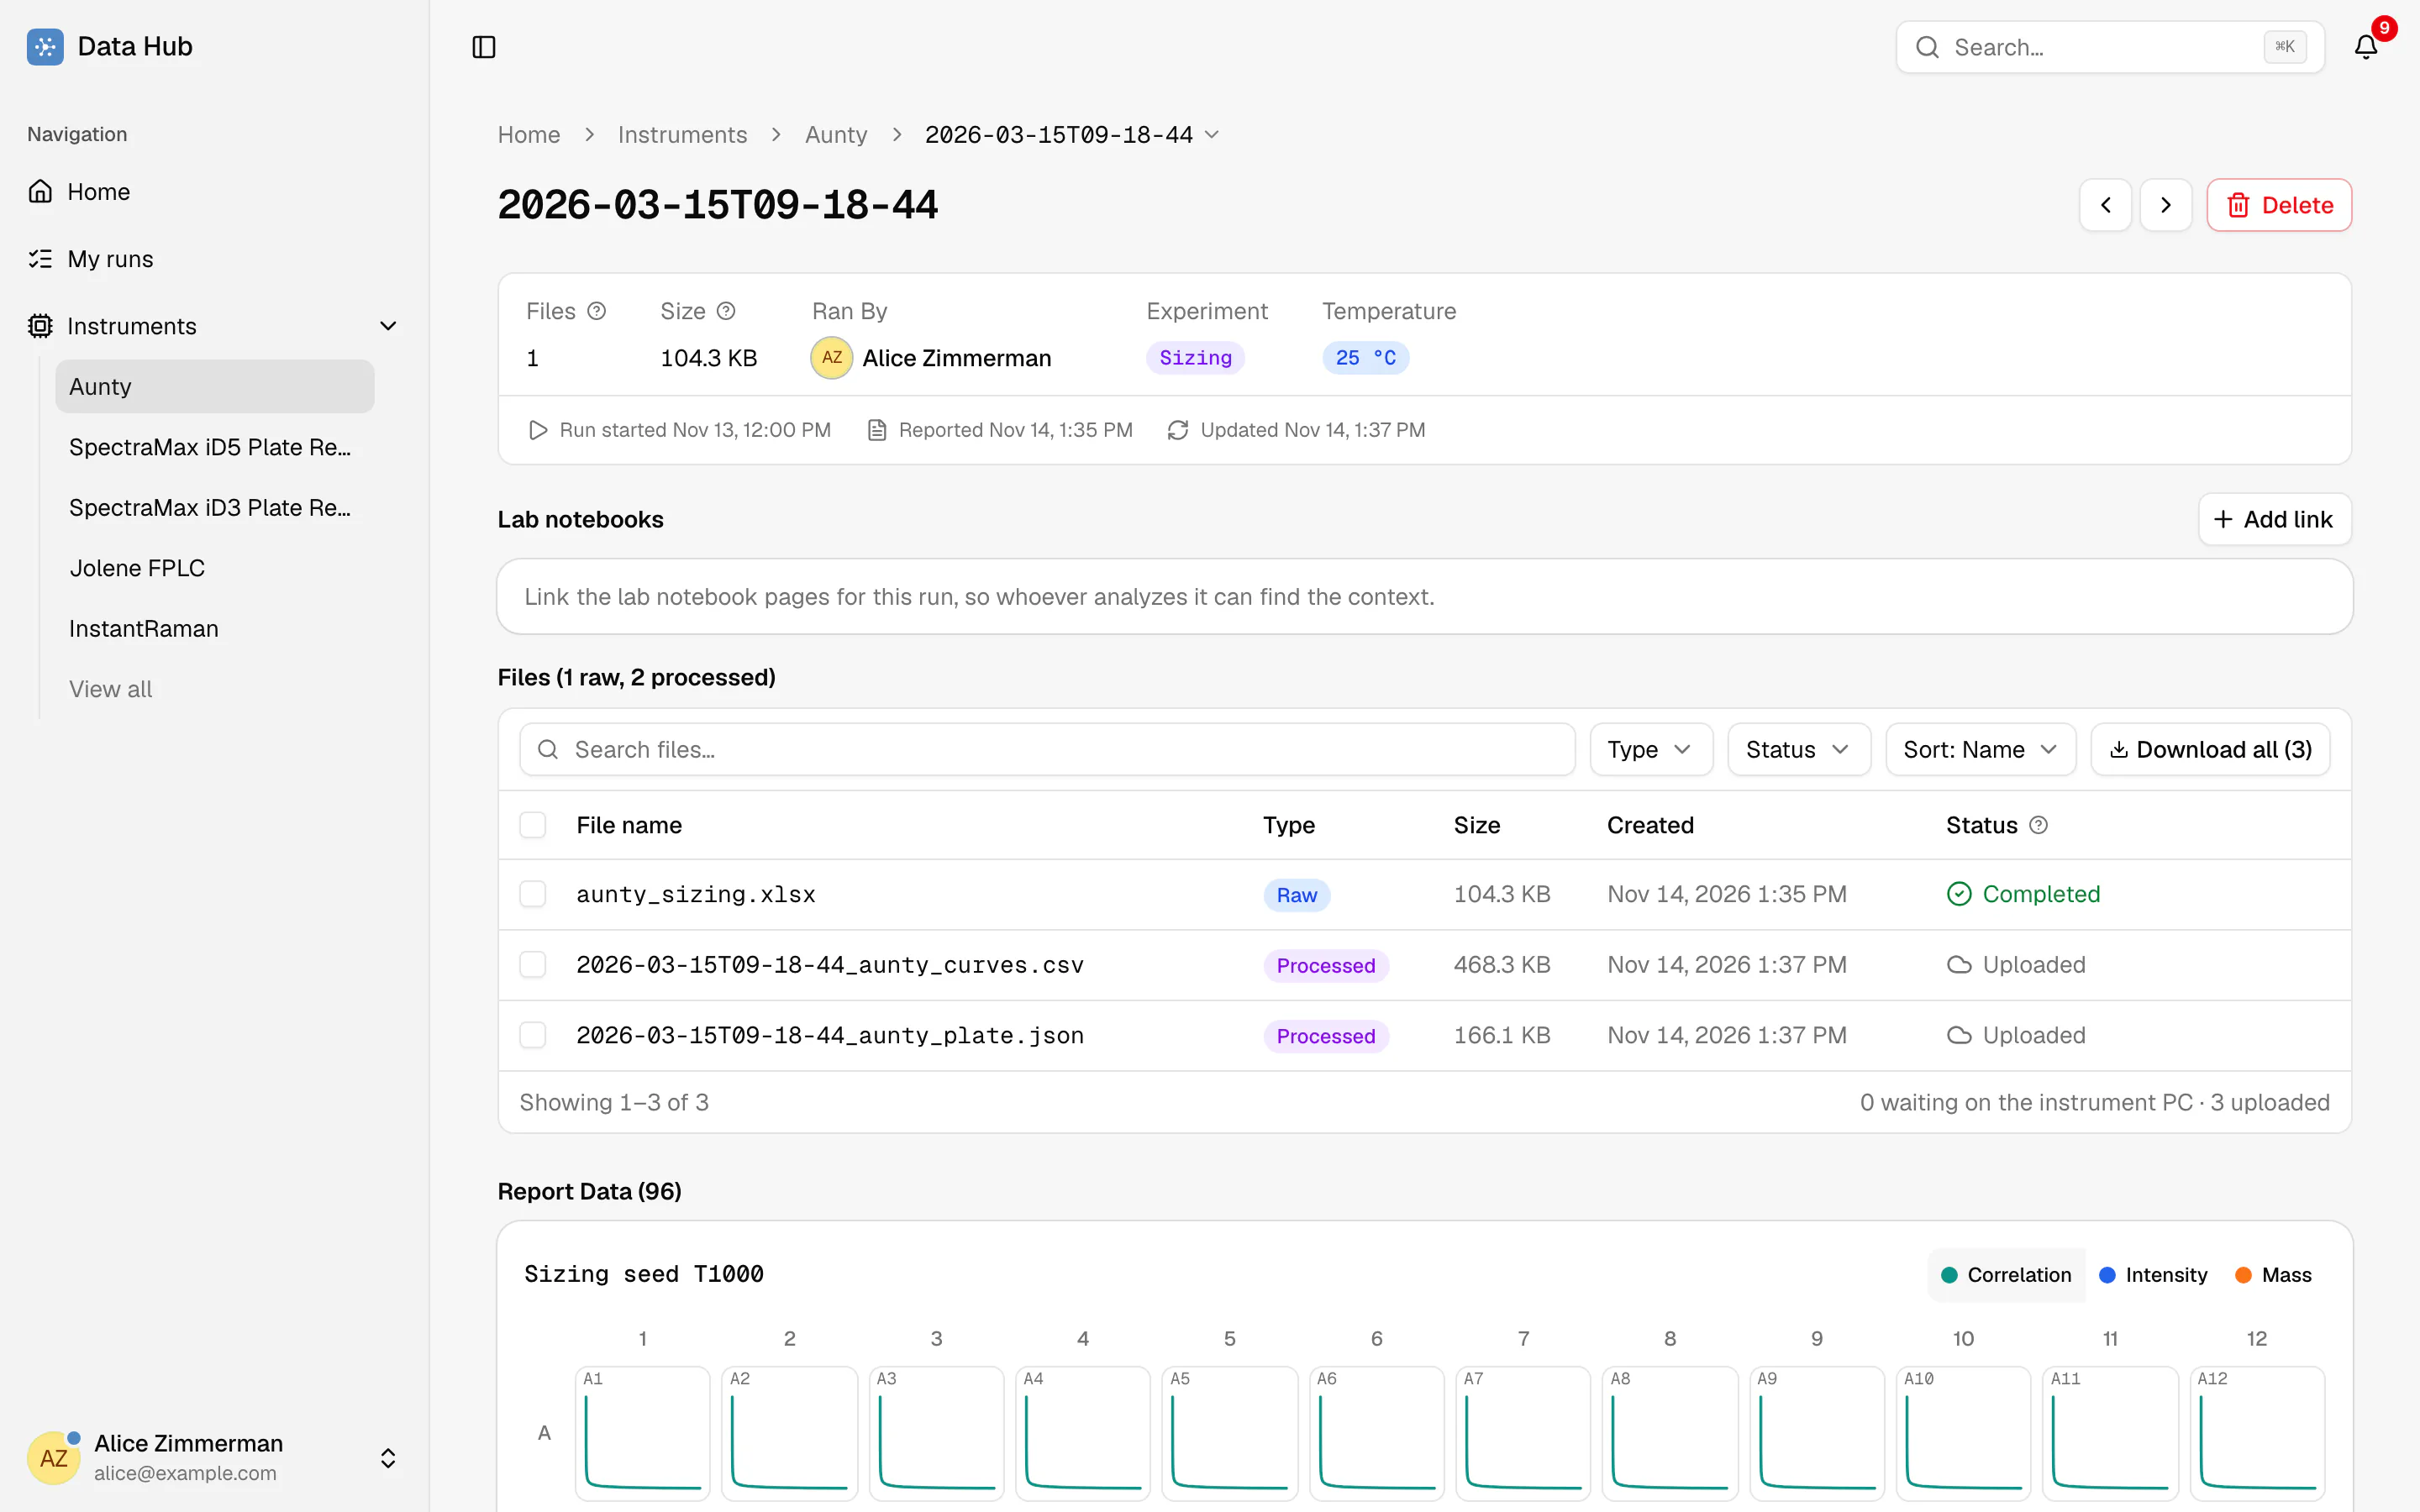 Data Hub
Search...
⌘K
9
Navigation
Home
My runs
Instruments
Aunty
SpectraMax iD5 Plate Re...
SpectraMax iD3 Plate Re...
Jolene FPLC
InstantRaman
View all
AZ
Alice Zimmerman
alice@example.com
Home > Instruments > Aunty > 2026-03-15T09-18-44
2026-03-15T09-18-44
Delete
Files Size Ran By Experiment Temperature
1 104.3 KB AZ Alice Zimmerman Sizing 25 °C
Run started Nov 13, 12:00 PM Reported Nov 14, 1:35 PM Updated Nov 14, 1:37 PM
Lab notebooks
+ Add link
Link the lab notebook pages for this run, so whoever analyzes it can find the context.
Files (1 raw, 2 processed)
Search files... Type Status Sort: Name Download all (3)
File name Type Size Created Status
aunty_sizing.xlsx Raw 104.3 KB Nov 14, 2026 1:35 PM Completed
2026-03-15T09-18-44_aunty_curves.csv Processed 468.3 KB Nov 14, 2026 1:37 PM Uploaded
2026-03-15T09-18-44_aunty_plate.json Processed 166.1 KB Nov 14, 2026 1:37 PM Uploaded
Showing 1–3 of 3 0 waiting on the instrument PC · 3 uploaded
Report Data (96)
Sizing seed T1000 Correlation Intensity Mass
1 2 3 4 5 6 7 8 9 10 11 12
A1 A2 A3 A4 A5 A6 A7 A8 A9 A10 A11 A12
A